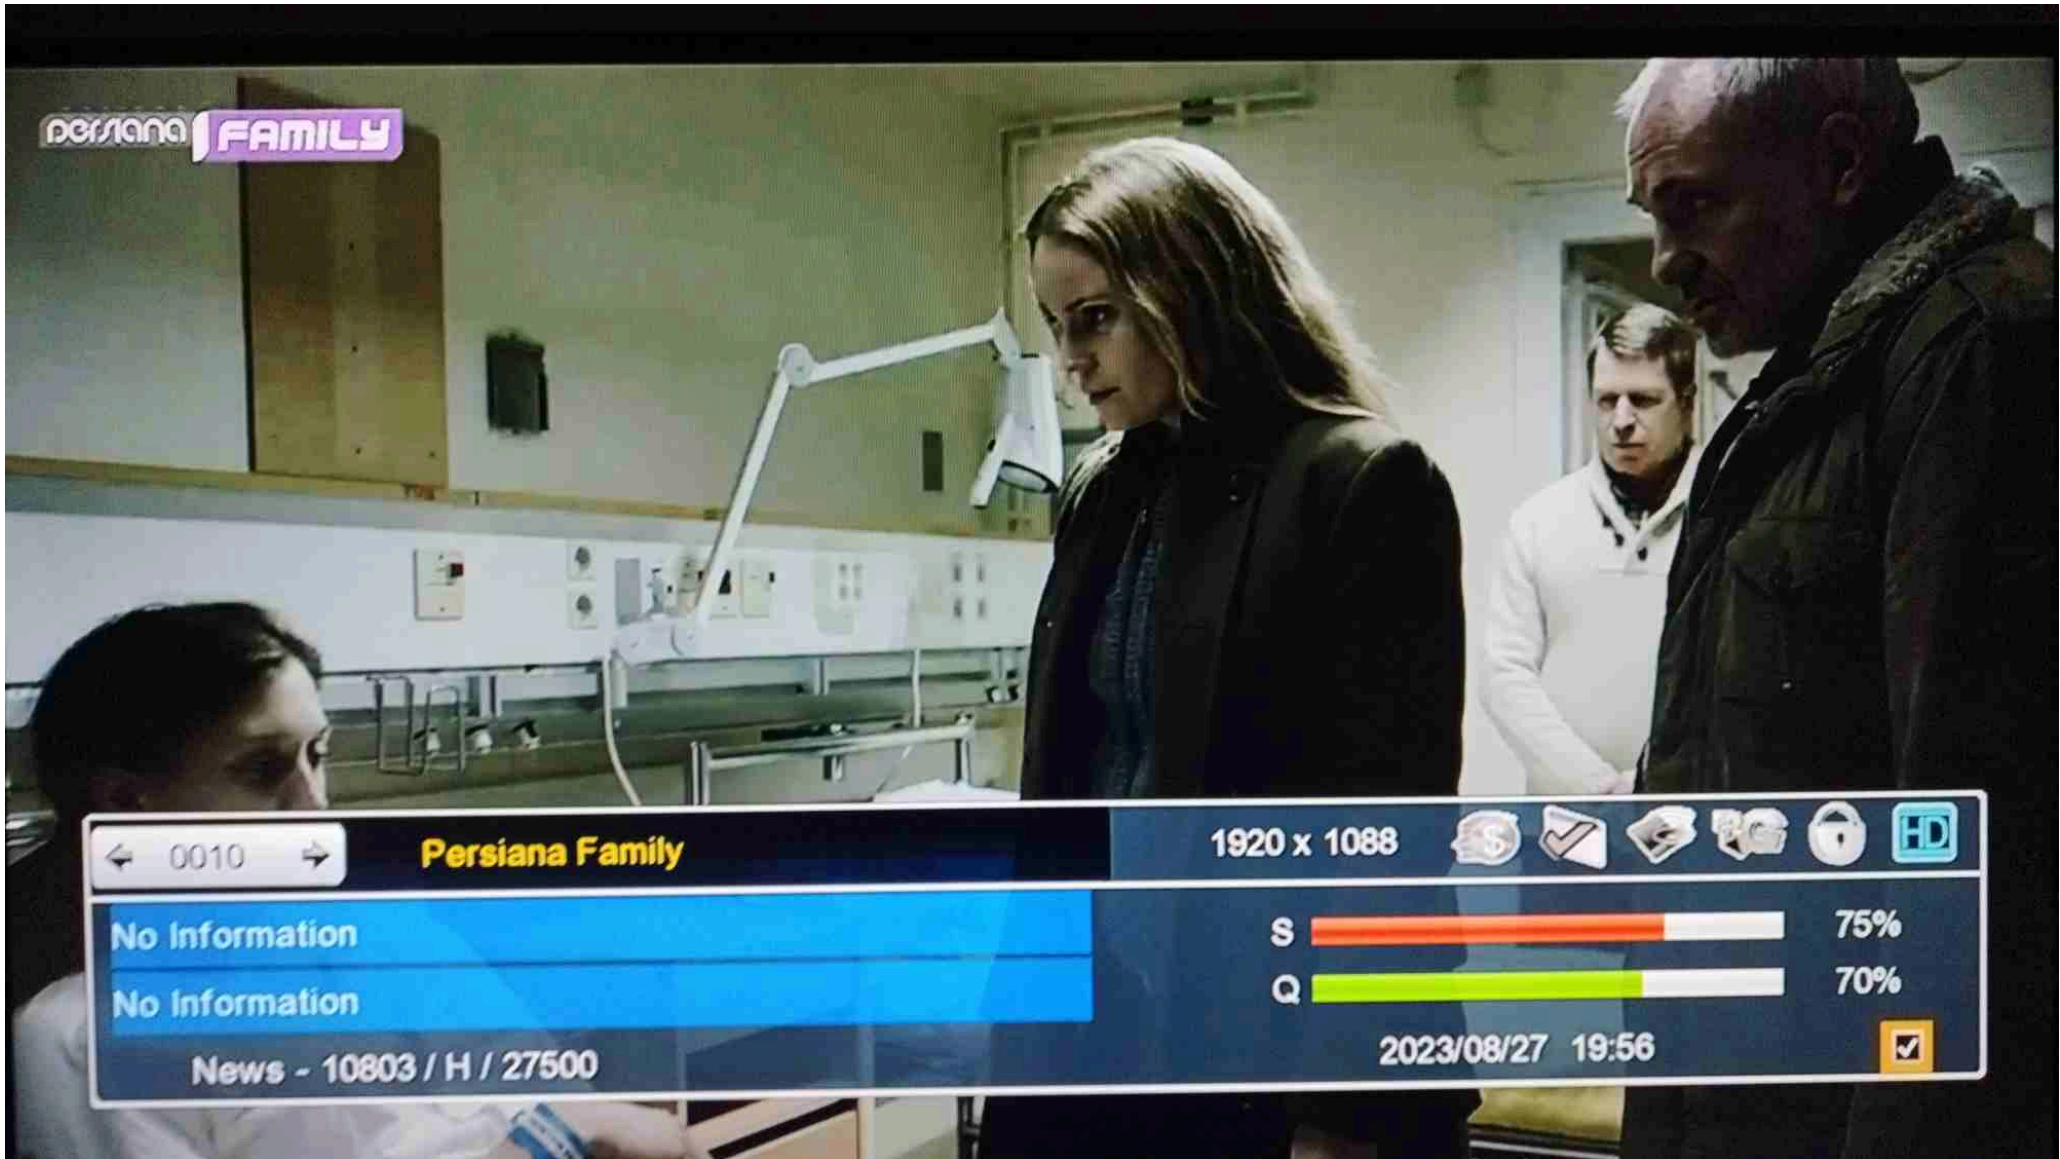 persiana FAMILY
0010
Persiana Family
1920 x 1088
HD
No Information
S 75%
No Information
Q 70%
News - 10803 / H / 27500
2023/08/27 19:56